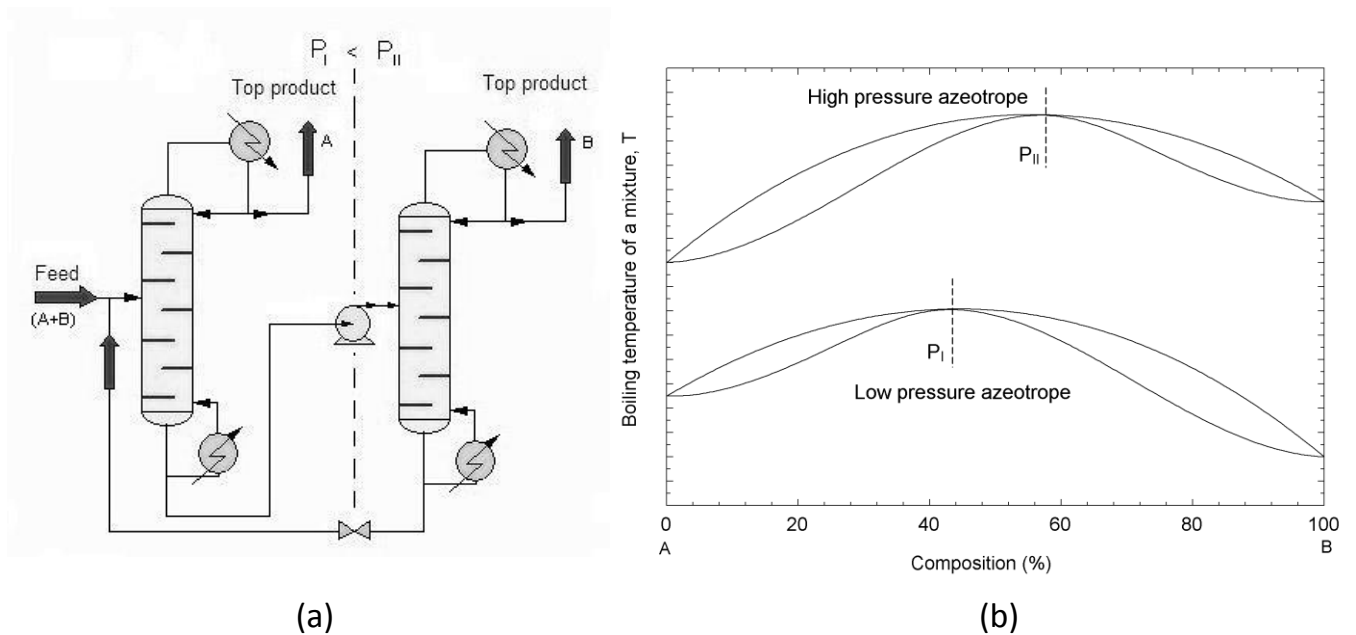 P_I < P_II
Top product
Top product
A
B
Feed
(A+B)
(a)
Boiling temperature of a mixture, T
High pressure azeotrope
P_II
P_I
Low pressure azeotrope
0 20 40 60 80 100
A B
Composition (%)
(b)